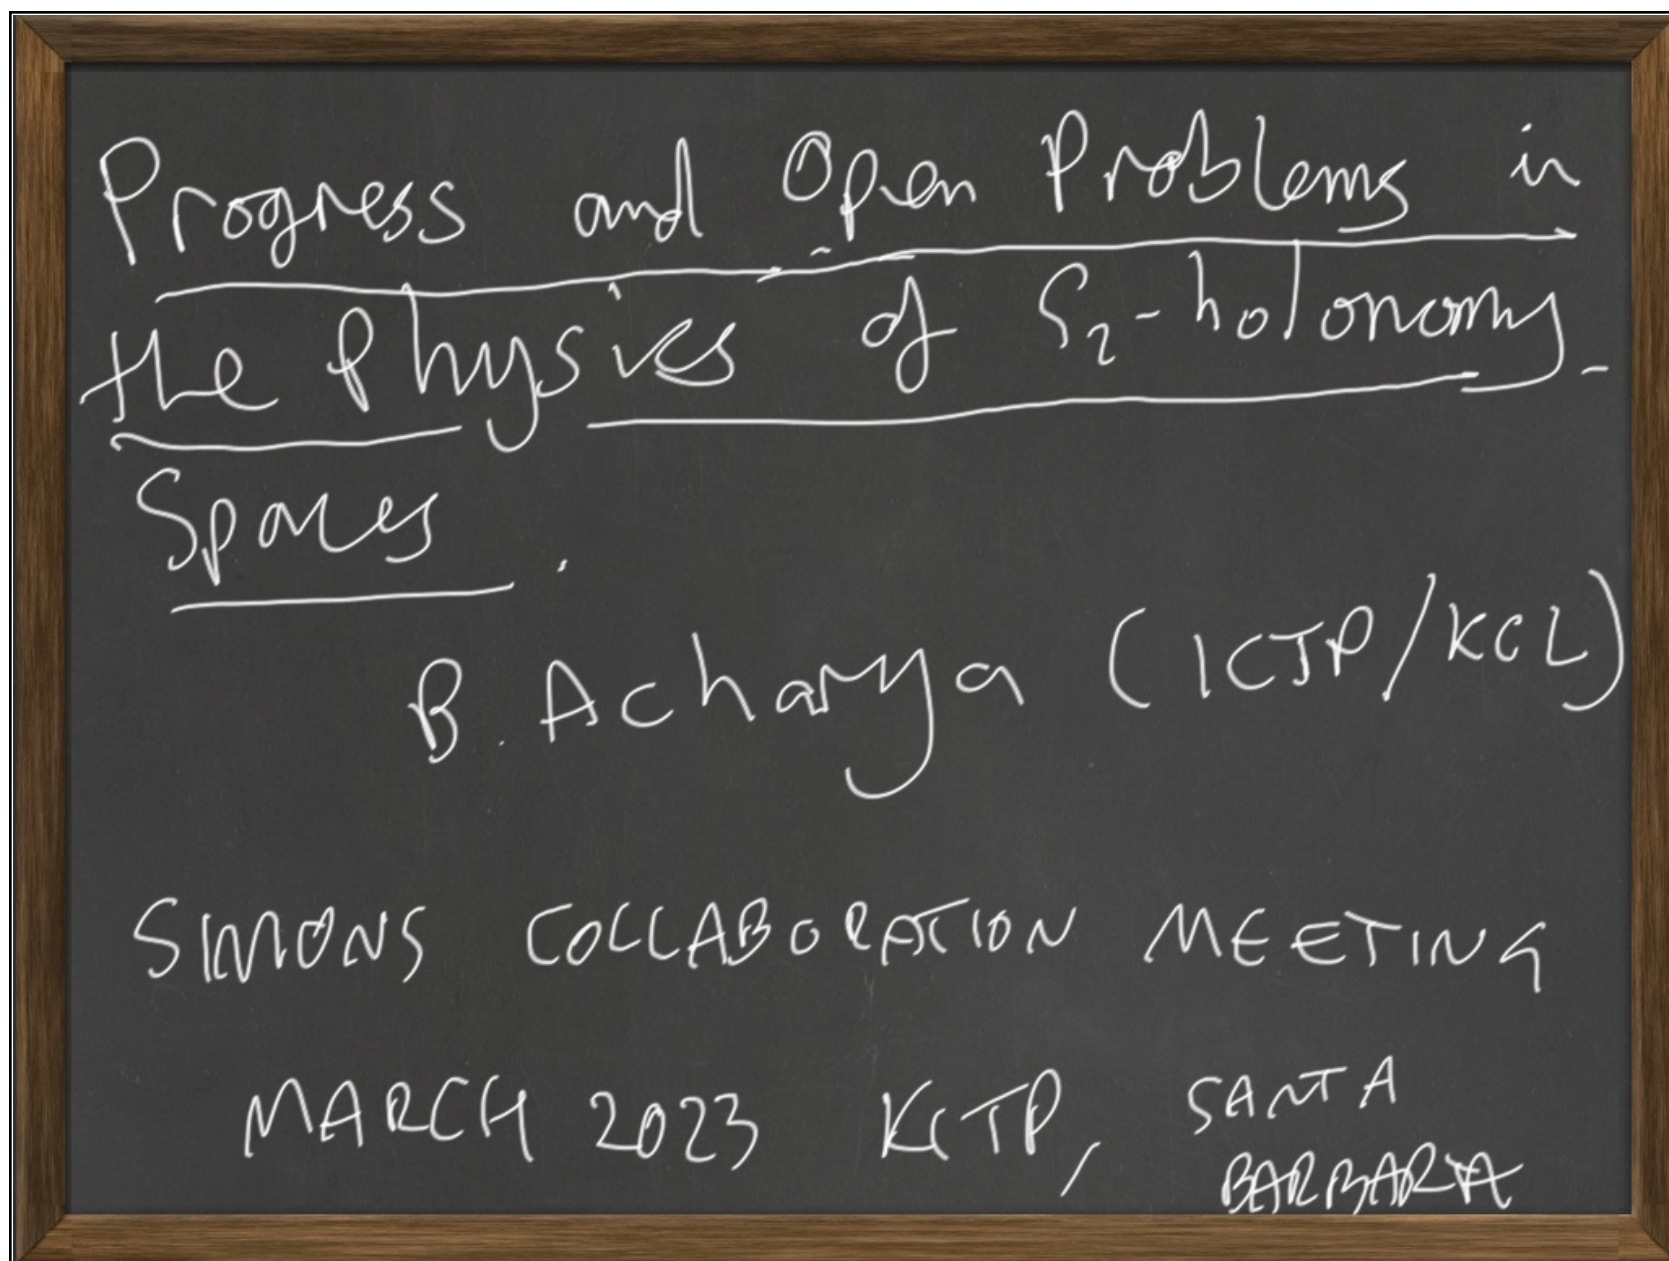 Progress and Open Problems in
the Physics of G₂-holonomy
Spaces.
B. Acharya (ICTP/KCL)
SIMONS COLLABORATION MEETING
MARCH 2023 KITP, SANTA
BARBARA